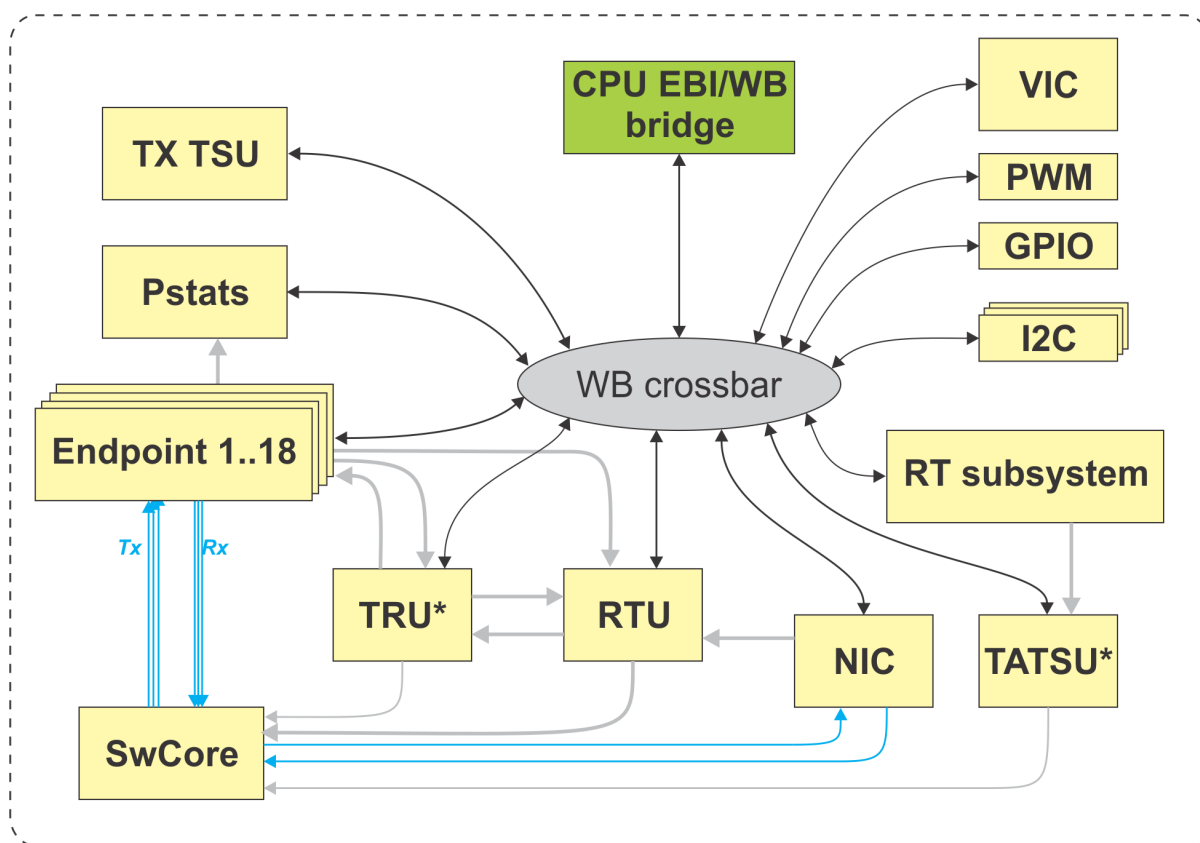 CPU EBI/WB
bridge
VIC
TX TSU
PWM
GPIO
Pstats
I2C
WB crossbar
Endpoint 1..18
RT subsystem
Tx
Rx
TRU*
RTU
NIC
TATSU*
SwCore